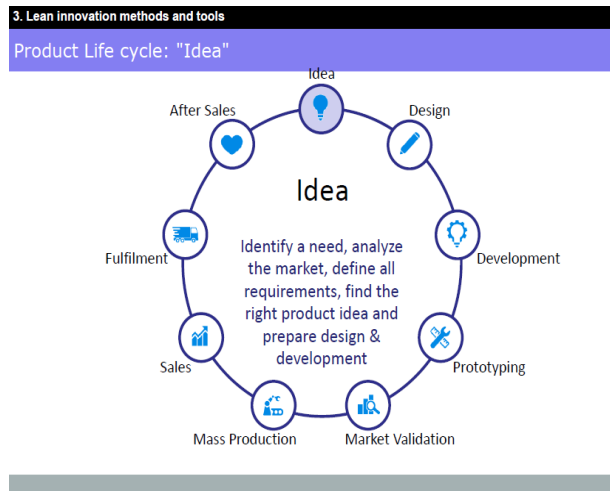 3. Lean innovation methods and tools
Product Life cycle: "Idea"
Idea
After Sales
Design
Idea
Identify a need, analyze
the market, define all
requirements, find the
right product idea and
prepare design &
development
Fulfilment
Development
Sales
Prototyping
Mass Production
Market Validation